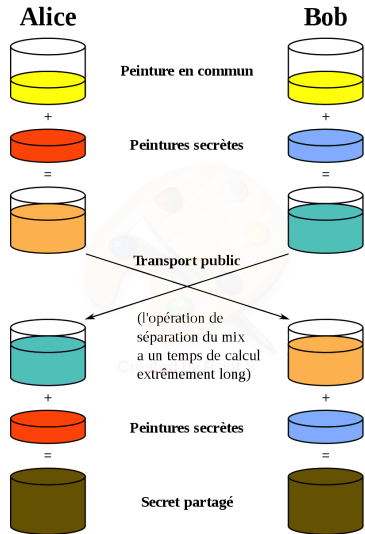 Alice Bob
Peinture en commun
+ +
Peintures secrètes
= =
Transport public
(l'opération de
séparation du mix
a un temps de calcul
extrêmement long)
+ +
Peintures secrètes
= =
Secret partagé